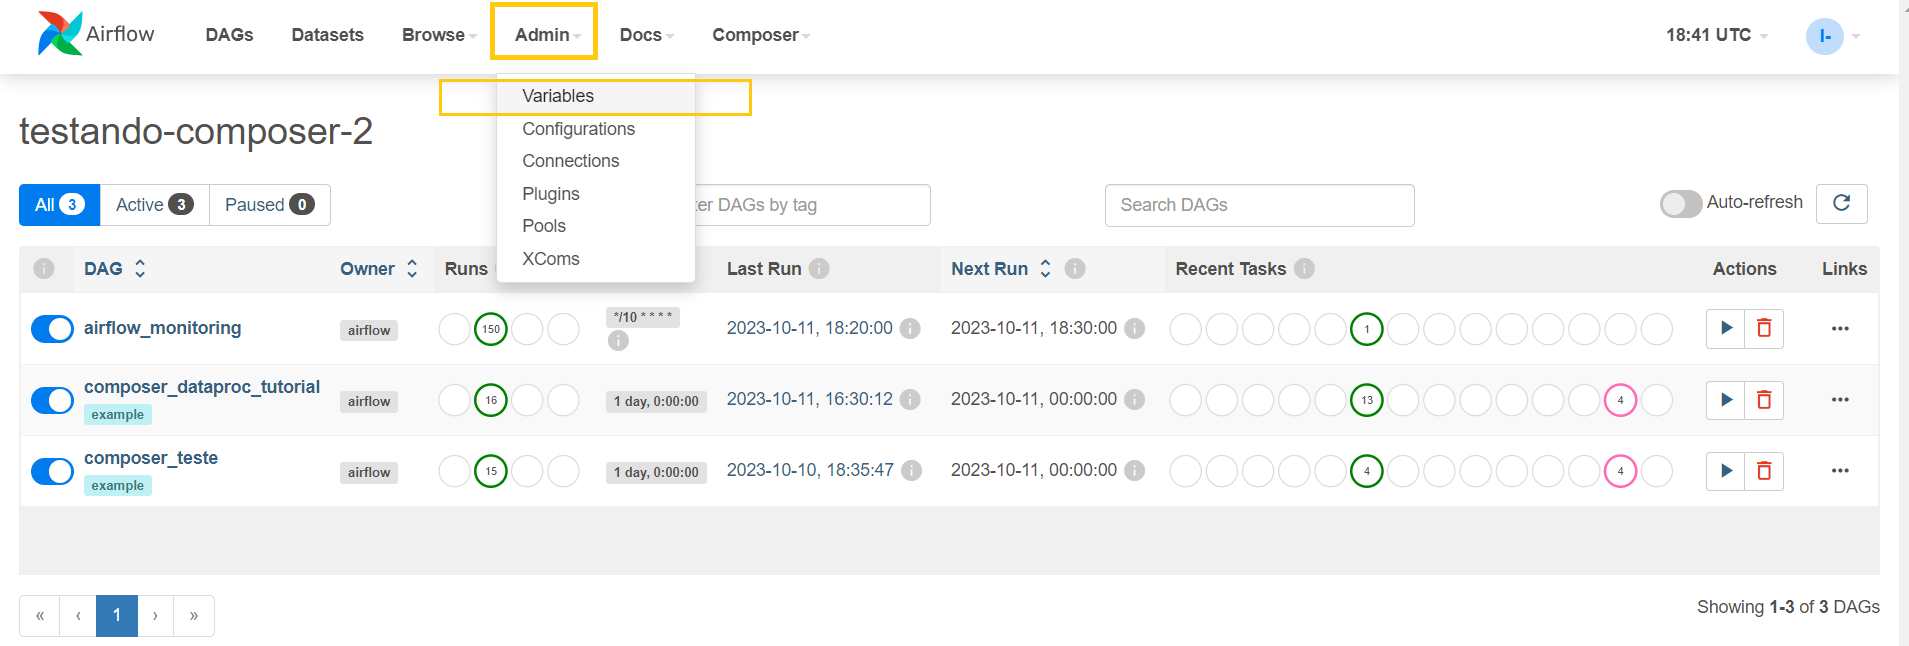 Airflow DAGs Datasets Browse Admin Docs Composer 18:41 UTC I-
Variables
Configurations
Connections
Plugins
Pools
XComs
testando-composer-2
All 3 Active 3 Paused 0 ter DAGs by tag Search DAGs Auto-refresh
DAG Owner Runs Last Run Next Run Recent Tasks Actions Links
airflow_monitoring airflow 150 */10 * * * * 2023-10-11, 18:20:00 2023-10-11, 18:30:00 1
composer_dataproc_tutorial airflow 16 1 day, 0:00:00 2023-10-11, 16:30:12 2023-10-11, 00:00:00 13 4
example
composer_teste airflow 15 1 day, 0:00:00 2023-10-10, 18:35:47 2023-10-11, 00:00:00 4 4
example
« ‹ 1 › »
Showing 1-3 of 3 DAGs